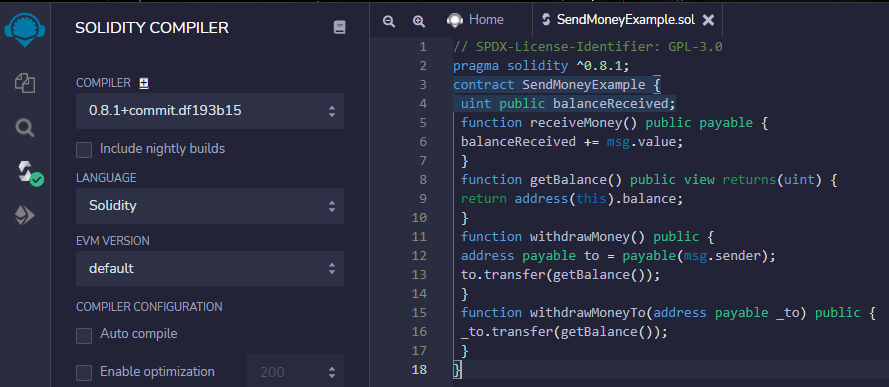 SOLIDITY COMPILER
COMPILER
0.8.1+commit.df193b15
Include nightly builds
LANGUAGE
Solidity
EVM VERSION
default
COMPILER CONFIGURATION
Auto compile
Enable optimization
200
Home
SendMoneyExample.sol
1 // SPDX-License-Identifier: GPL-3.0
2 pragma solidity ^0.8.1;
3 contract SendMoneyExample {
4 uint public balanceReceived;
5 function receiveMoney() public payable {
6 balanceReceived += msg.value;
7 }
8 function getBalance() public view returns(uint) {
9 return address(this).balance;
10 }
11 function withdrawMoney() public {
12 address payable to = payable(msg.sender);
13 to.transfer(getBalance());
14 }
15 function withdrawMoneyTo(address payable _to) public {
16 _to.transfer(getBalance());
17 }
18 }